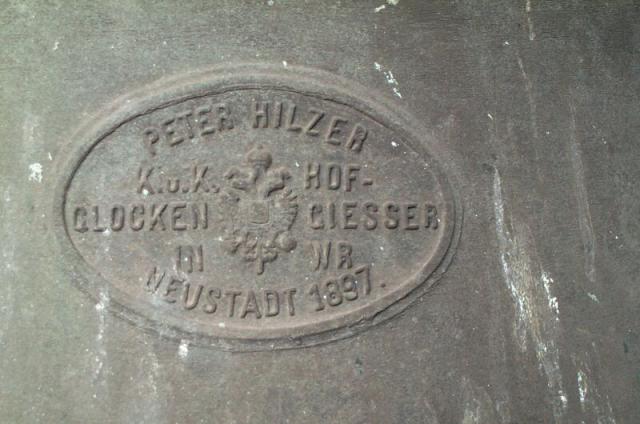 PETER HILZER
K.u.K. HOF-
GLOCKEN GIESSER
IN WR
NEUSTADT 1897.